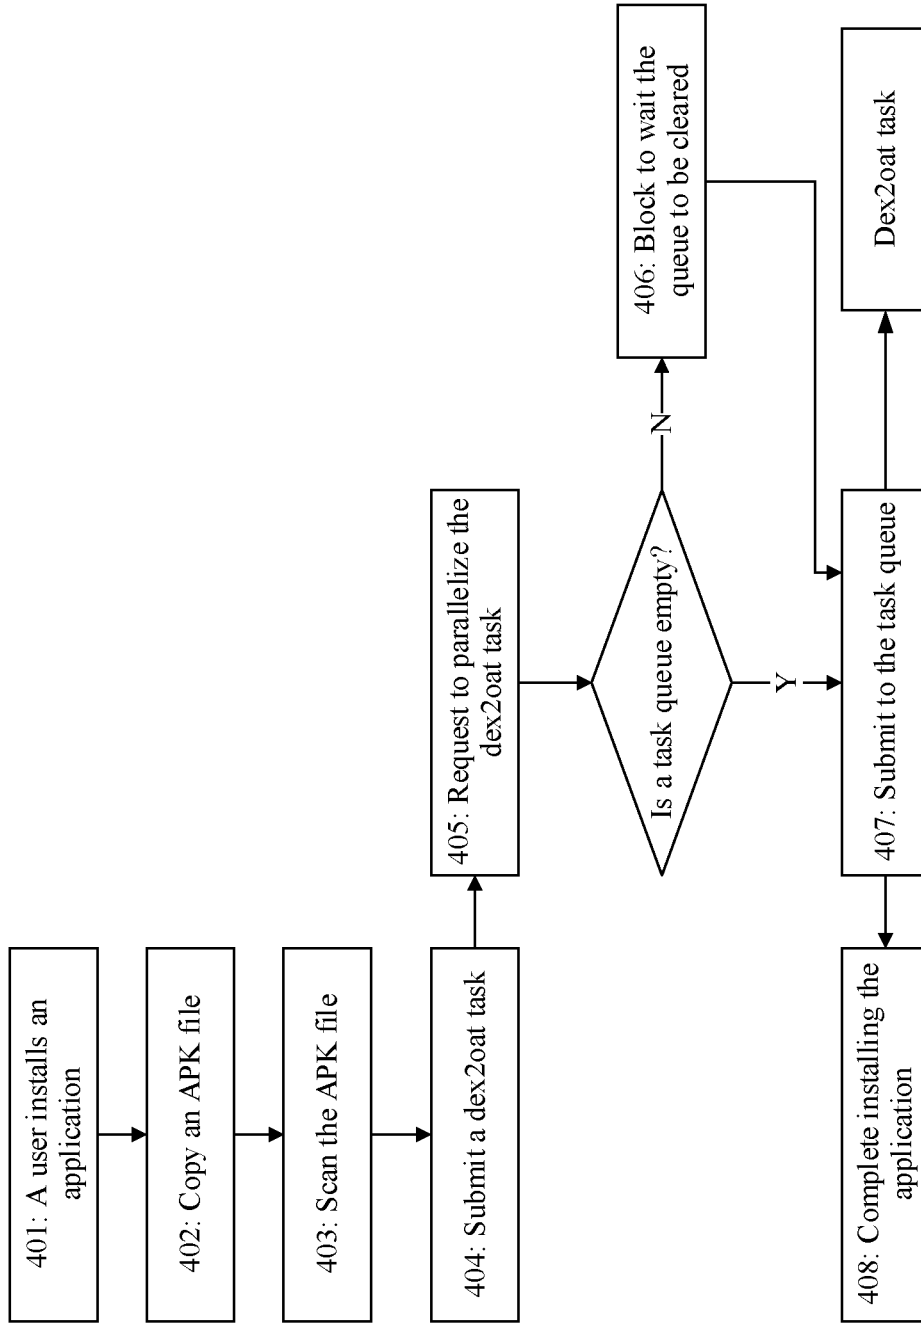 401: A user installs an
application
402: Copy an APK file
403: Scan the APK file
404: Submit a dex2oat task
405: Request to parallelize the
dex2oat task
Is a task queue empty?
N
406: Block to wait the
queue to be cleared
Y
407: Submit to the task queue
Dex2oat task
408: Complete installing the
application